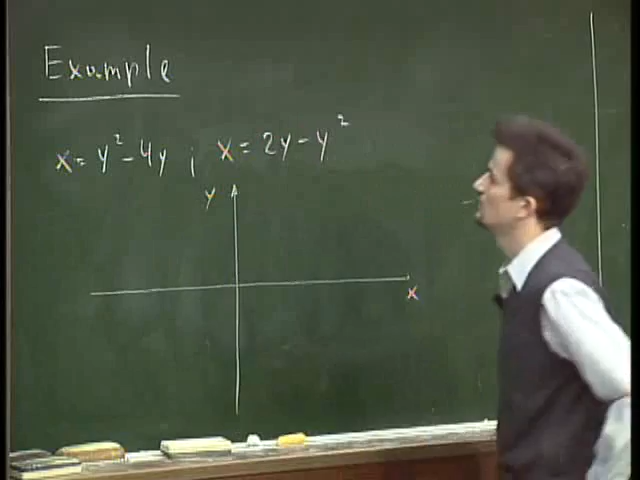 Example
x = y² - 4y ; x = 2y - y²
y
x